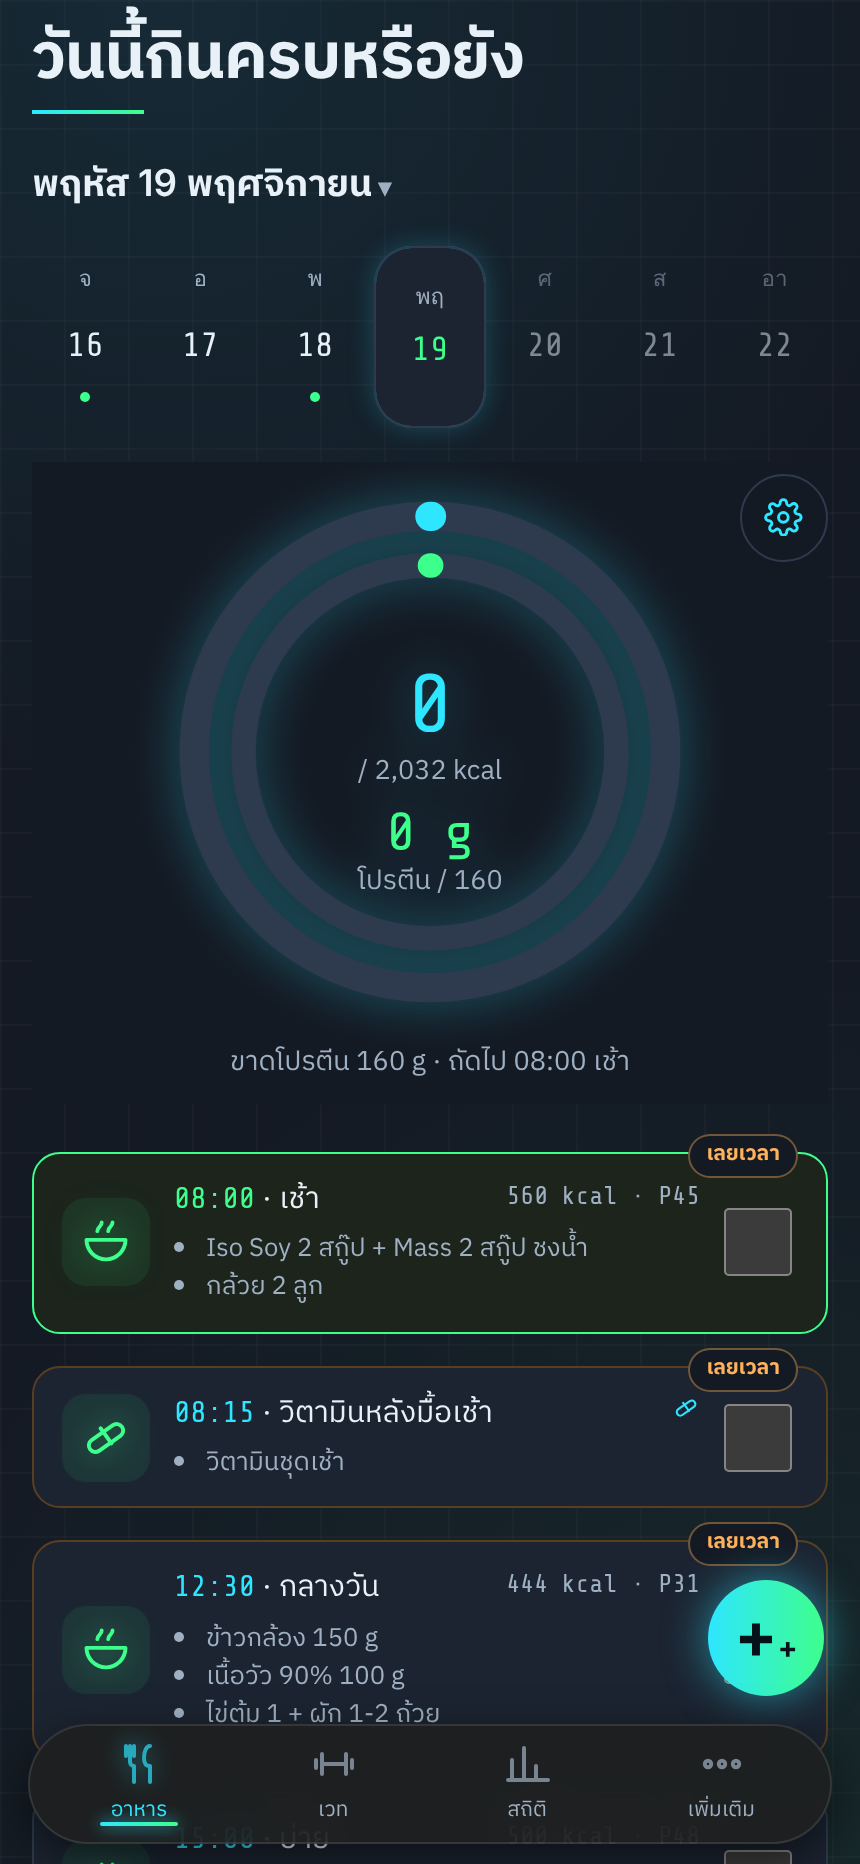 วันนี้กินครบหรือยัง
พฤหัส 19 พฤศจิกายน ▾
จ อ พ พฤ ศ ส อา
16 17 18 19 20 21 22
0
/ 2,032 kcal
0 g
โปรตีน / 160
ขาดโปรตีน 160 g · ถัดไป 08:00 เช้า
เลยเวลา
08:00 · เช้า 560 kcal · P45
Iso Soy 2 สกู๊ป + Mass 2 สกู๊ป ชงน้ำ
กล้วย 2 ลูก
เลยเวลา
08:15 · วิตามินหลังมื้อเช้า
วิตามินชุดเช้า
เลยเวลา
12:30 · กลางวัน 444 kcal · P31
ข้าวกล้อง 150 g
เนื้อวัว 90% 100 g
ไข่ต้ม 1 + ผัก 1-2 ถ้วย
อาหาร เวท สถิติ เพิ่มเติม
15:00 · บ่าย 500 kcal · P48